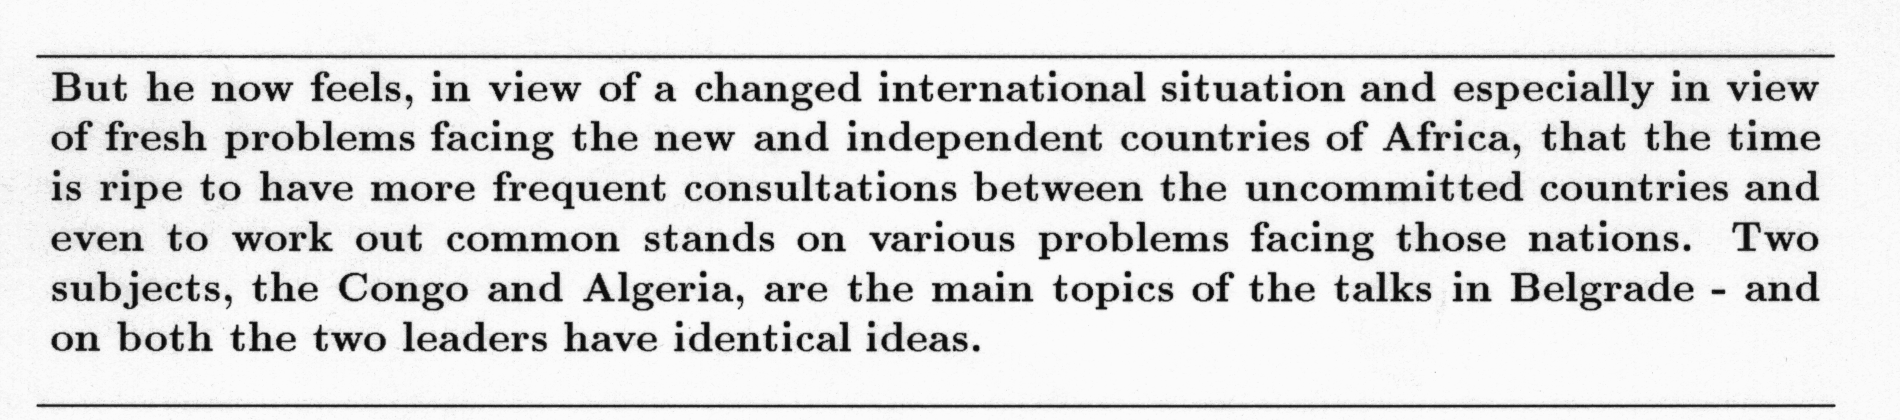 But he now feels, in view of a changed international situation and especially in view
of fresh problems facing the new and independent countries of Africa, that the time
is ripe to have more frequent consultations between the uncommitted countries and
even to work out common stands on various problems facing those nations. Two
subjects, the Congo and Algeria, are the main topics of the talks in Belgrade - and
on both the two leaders have identical ideas.